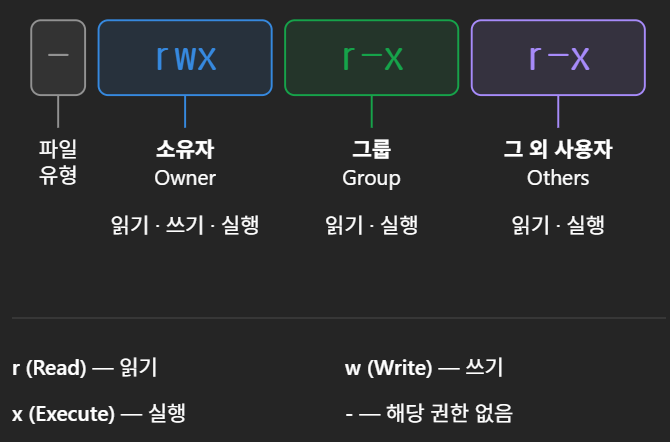 – rwx r–x r–x
파일 유형
소유자 그룹 그 외 사용자
Owner Group Others
읽기 · 쓰기 · 실행 읽기 · 실행 읽기 · 실행
r (Read) — 읽기 w (Write) — 쓰기
x (Execute) — 실행 - — 해당 권한 없음